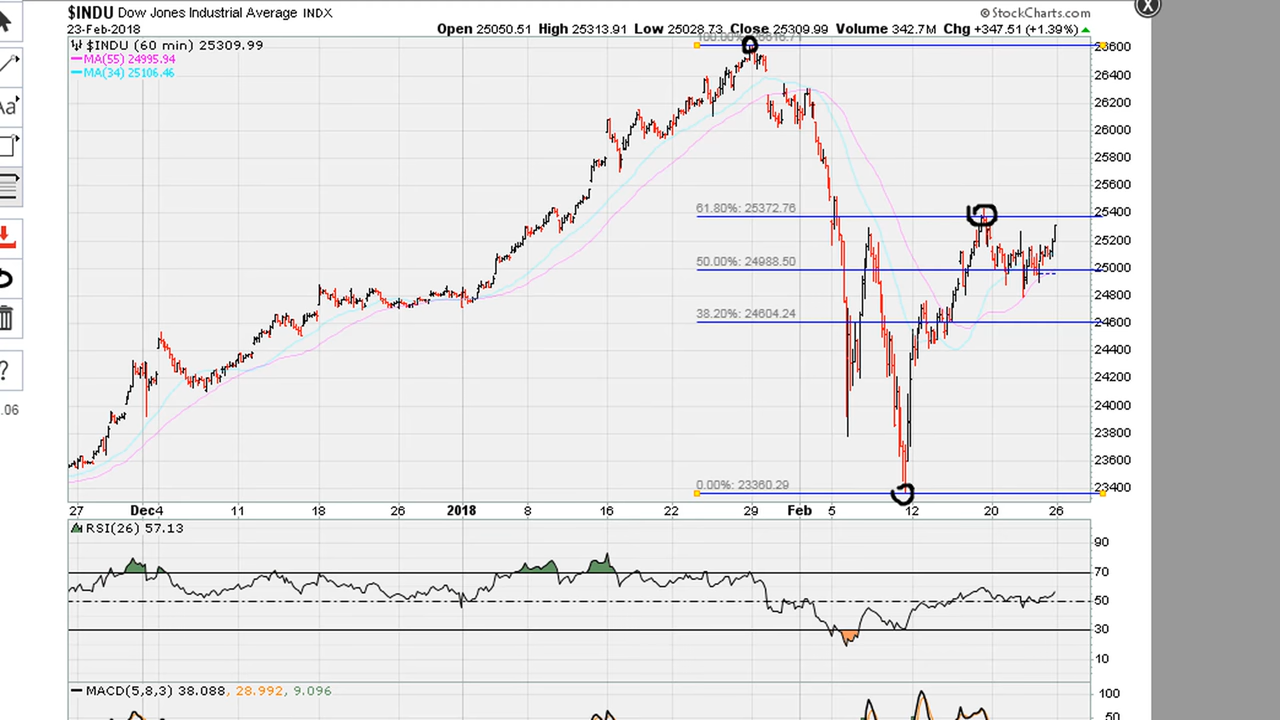 $INDU Dow Jones Industrial Average INDX
© StockCharts.com
X
23-Feb-2018
Open 25050.51 High 25313.91 Low 25028.73 Close 25309.99 Volume 342.7M Chg +347.51 (+1.39%)
$INDU (60 min) 25309.99
MA(55) 24995.94
MA(34) 25106.46
Aa
?
.06
61.80%: 25372.76
50.00%: 24988.50
38.20%: 24604.24
0.00%: 23360.29
26600
26400
26200
26000
25800
25600
25400
25200
25000
24800
24600
24400
24200
24000
23800
23600
23400
27 Dec 4 11 18 26 2018 8 16 22 29 Feb 5 12 20 26
RSI(26) 57.13
90
70
50
30
10
MACD(5,8,3) 38.088, 28.992, 9.096
100
50